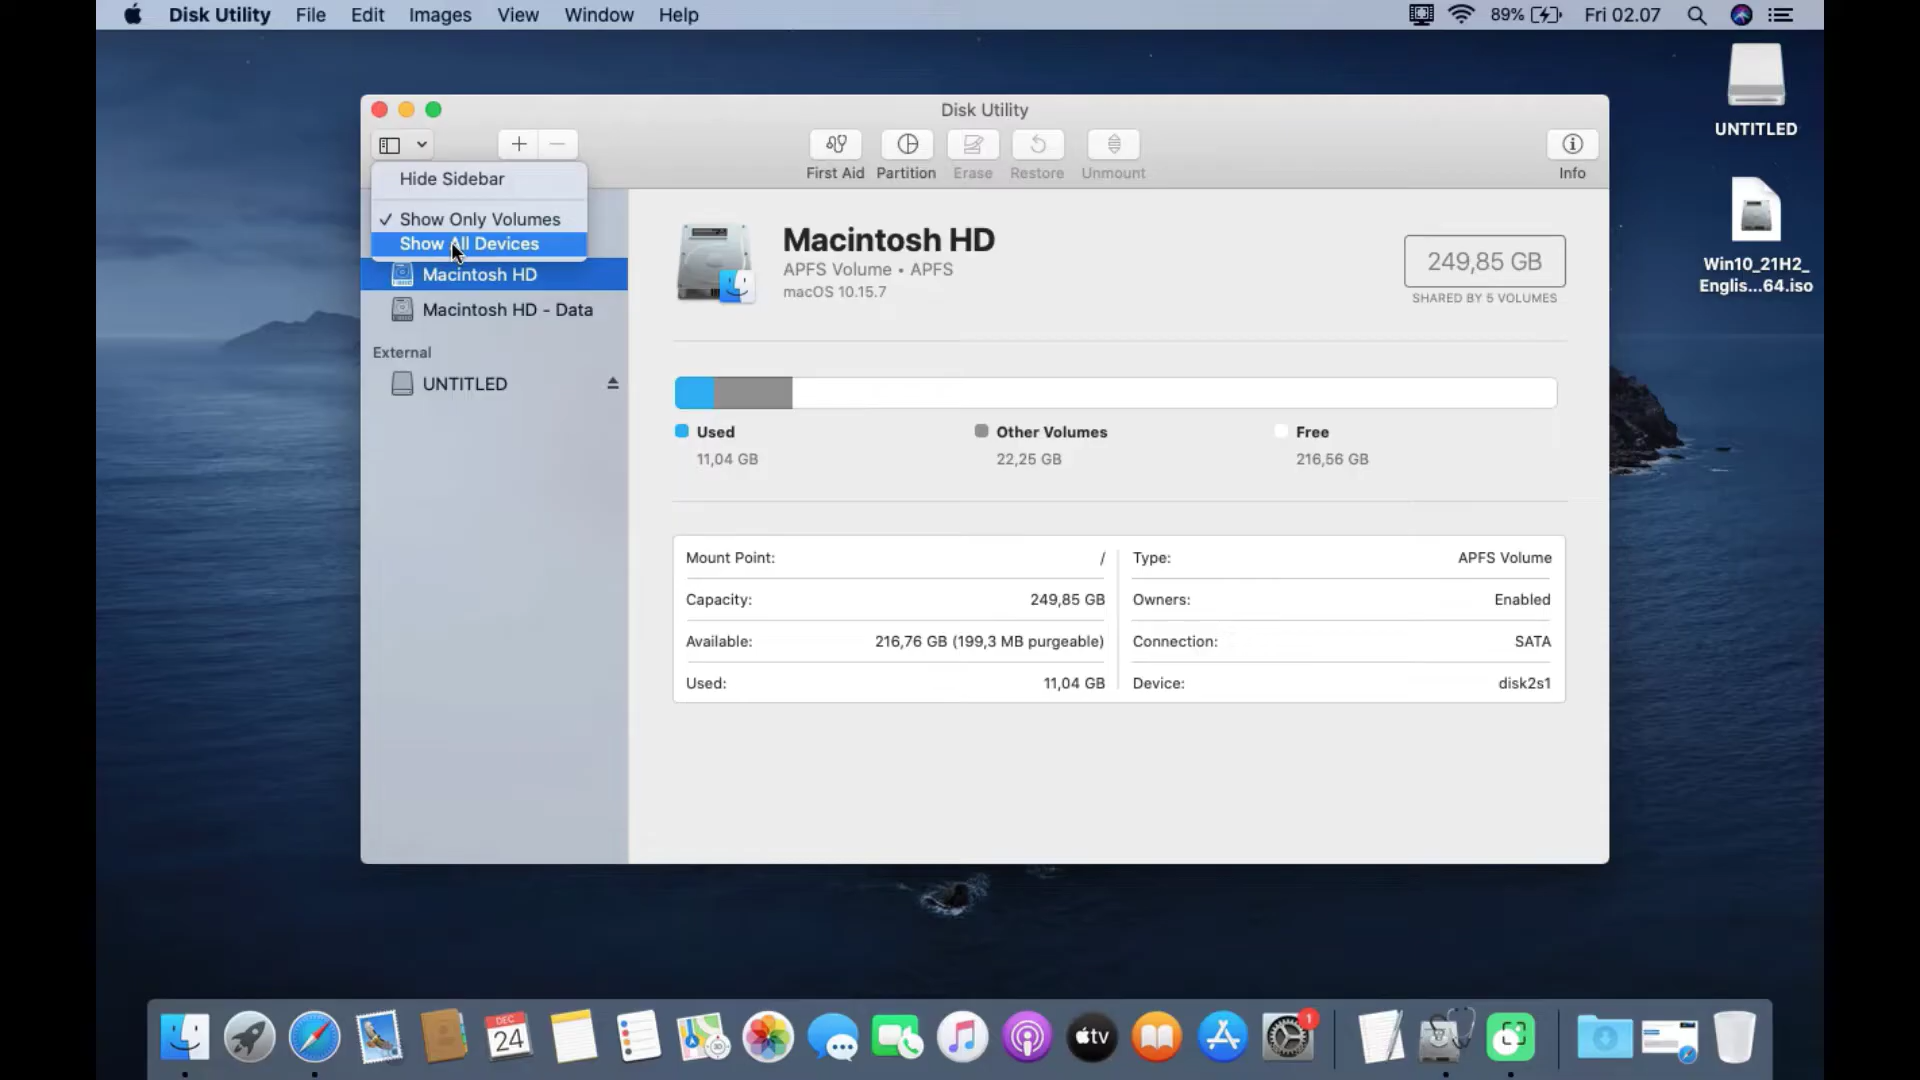 Disk Utility File Edit Images View Window Help 89% Fri 02.07
UNTITLED
Win10_21H2_
Englis...64.iso
Disk Utility
First Aid Partition Erase Restore Unmount Info
Hide Sidebar
✓ Show Only Volumes
Show All Devices
Macintosh HD
Macintosh HD - Data
External
UNTITLED
Macintosh HD
APFS Volume • APFS
macOS 10.15.7
249,85 GB
SHARED BY 5 VOLUMES
Used
11,04 GB
Other Volumes
22,25 GB
Free
216,56 GB
Mount Point: /
Capacity: 249,85 GB
Available: 216,76 GB (199,3 MB purgeable)
Used: 11,04 GB
Type: APFS Volume
Owners: Enabled
Connection: SATA
Device: disk2s1
DEC
24
tv
1